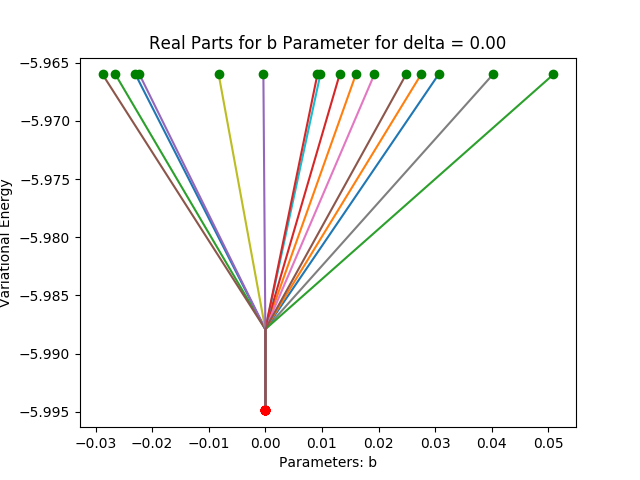 Real Parts for b Parameter for delta = 0.00
−5.965
−5.970
−5.975
−5.980
−5.985
−5.990
−5.995
Variational Energy
−0.03 −0.02 −0.01 0.00 0.01 0.02 0.03 0.04 0.05
Parameters: b